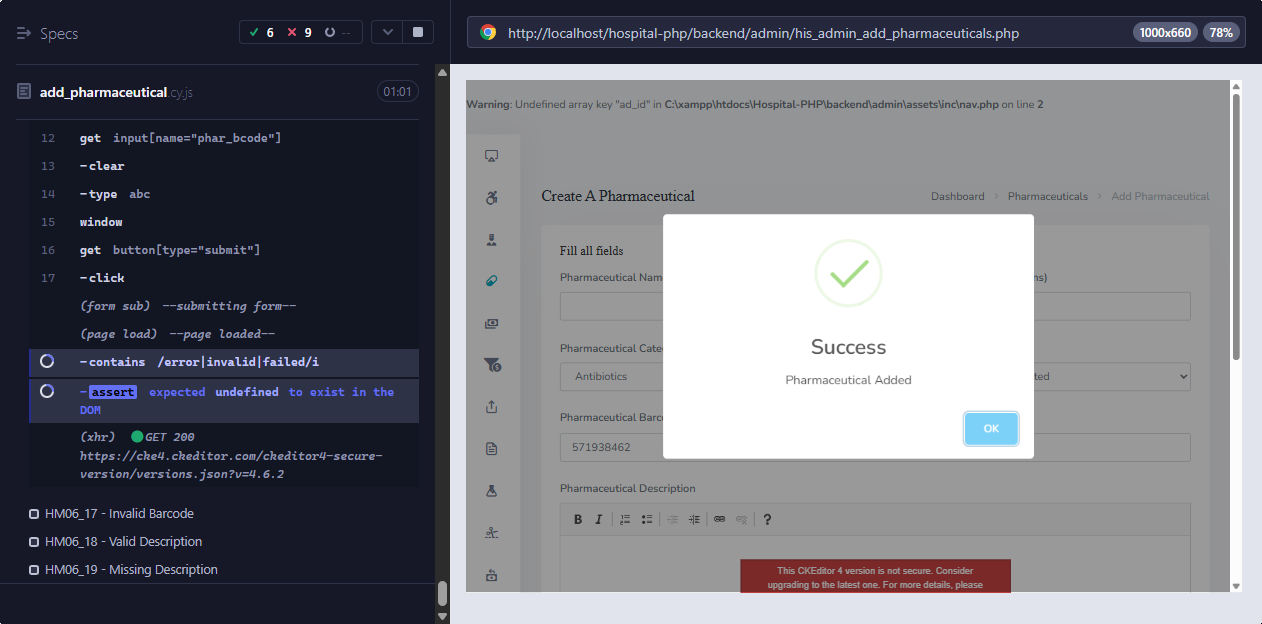 Specs
6 9 --
http://localhost/hospital-php/backend/admin/his_admin_add_pharmaceuticals.php 1000x660 78%
add_pharmaceutical.cy.js 01:01
12 get input[name="phar_bcode"]
13 -clear
14 -type abc
15 window
16 get button[type="submit"]
17 -click
(form sub) --submitting form--
(page load) --page loaded--
-contains /error|invalid|failed/i
-assert expected undefined to exist in the
DOM
(xhr) GET 200
https://cke4.ckeditor.com/ckeditor4-secure-
version/versions.json?v=4.6.2
HM06_17 - Invalid Barcode
HM06_18 - Valid Description
HM06_19 - Missing Description
Warning: Undefined array key "ad_id" in C:\xampp\htdocs\Hospital-PHP\backend\admin\assets\inc\nav.php on line 2
Create A Pharmaceutical
Dashboard > Pharmaceuticals > Add Pharmaceutical
Fill all fields
Pharmaceutical Nam
ns)
Pharmaceutical Cate
Antibiotics
ted
Pharmaceutical Barc
571938462
Pharmaceutical Description
B I ?
This CKEditor 4 version is not secure. Consider
upgrading to the latest one. For more details, please
Success
Pharmaceutical Added
OK